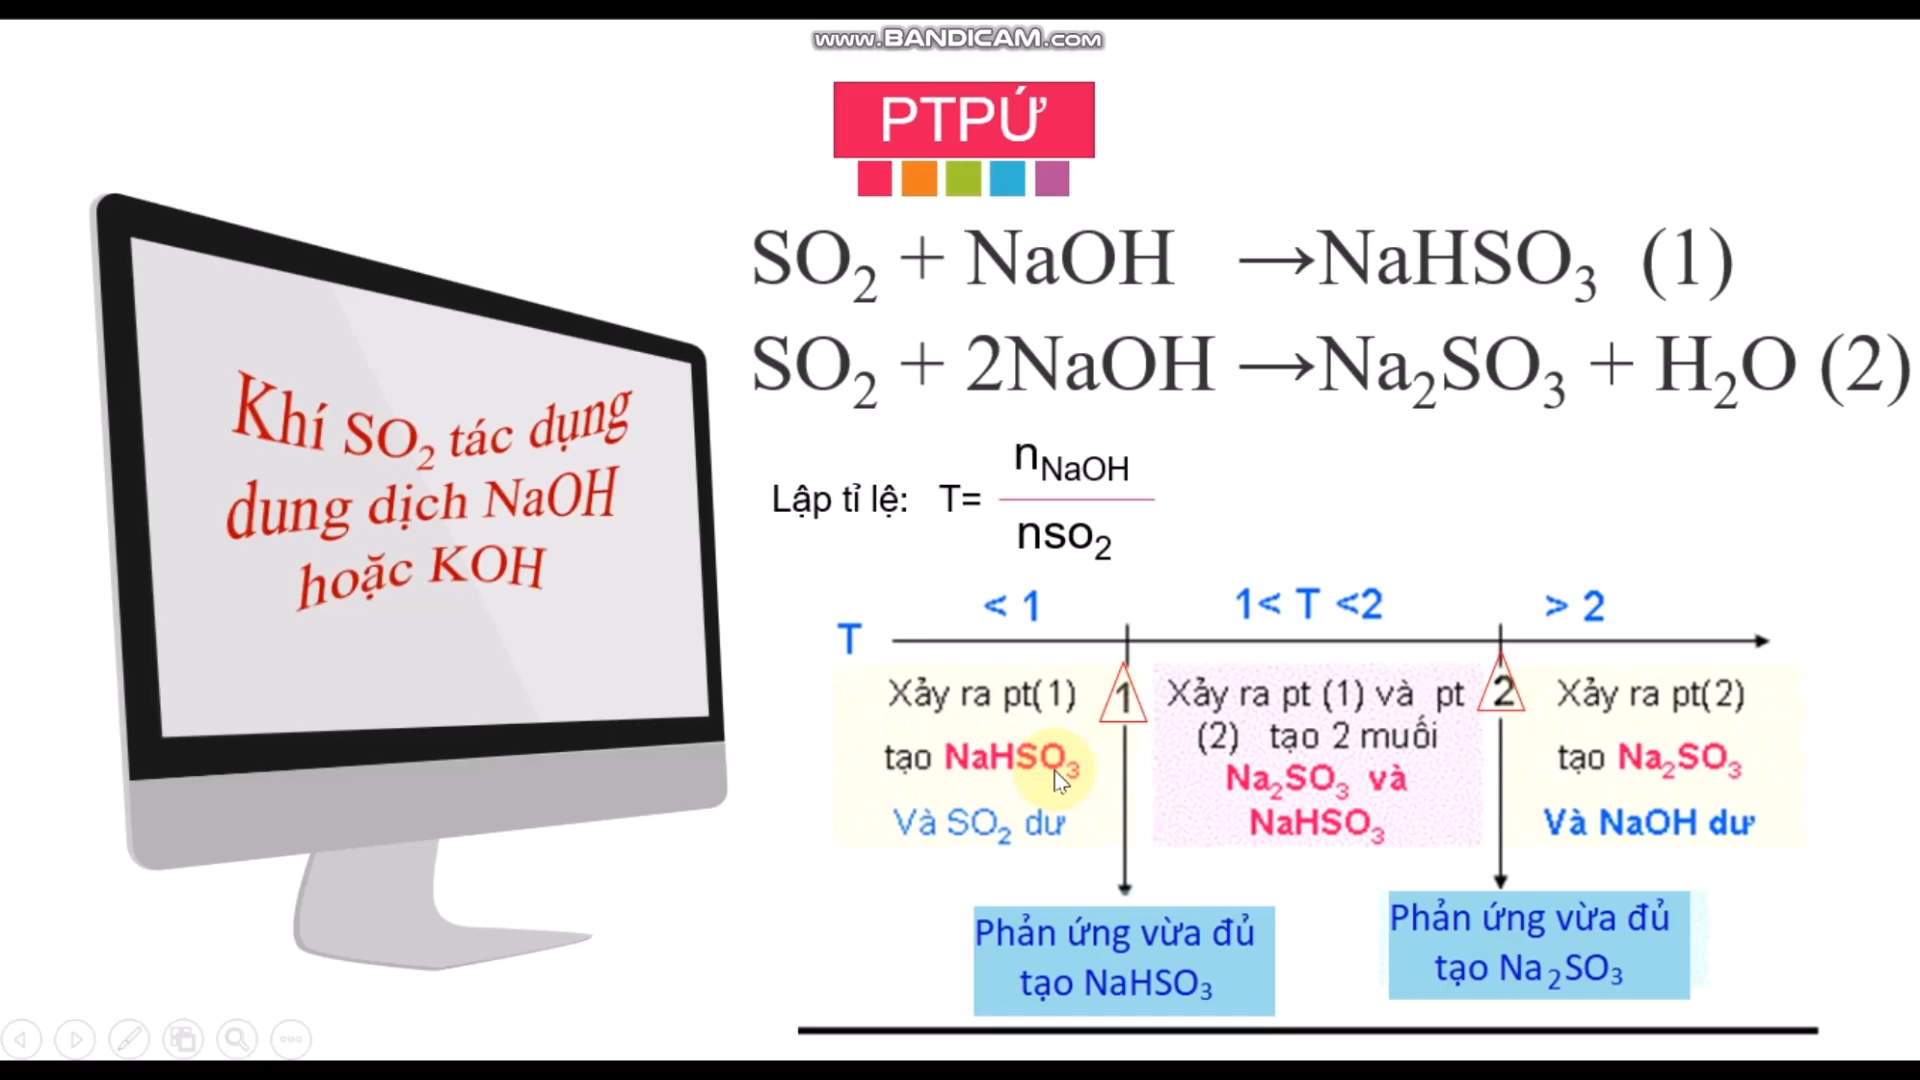 www.BANDICAM.com
PTPỨ
SO₂ + NaOH →NaHSO₃ (1)
SO₂ + 2NaOH →Na₂SO₃ + H₂O (2)
Khí SO₂ tác dụng
dung dịch NaOH
hoặc KOH
n_NaOH
Lập tỉ lệ: T=
nso₂
< 1 1< T <2 > 2
T
Xảy ra pt(1)
tạo NaHSO₃
Và SO₂ dư
1
Xảy ra pt (1) và pt
(2) tạo 2 muối
Na₂SO₃ và
NaHSO₃
2
Xảy ra pt(2)
tạo Na₂SO₃
Và NaOH dư
Phản ứng vừa đủ
tạo NaHSO₃
Phản ứng vừa đủ
tạo Na₂SO₃